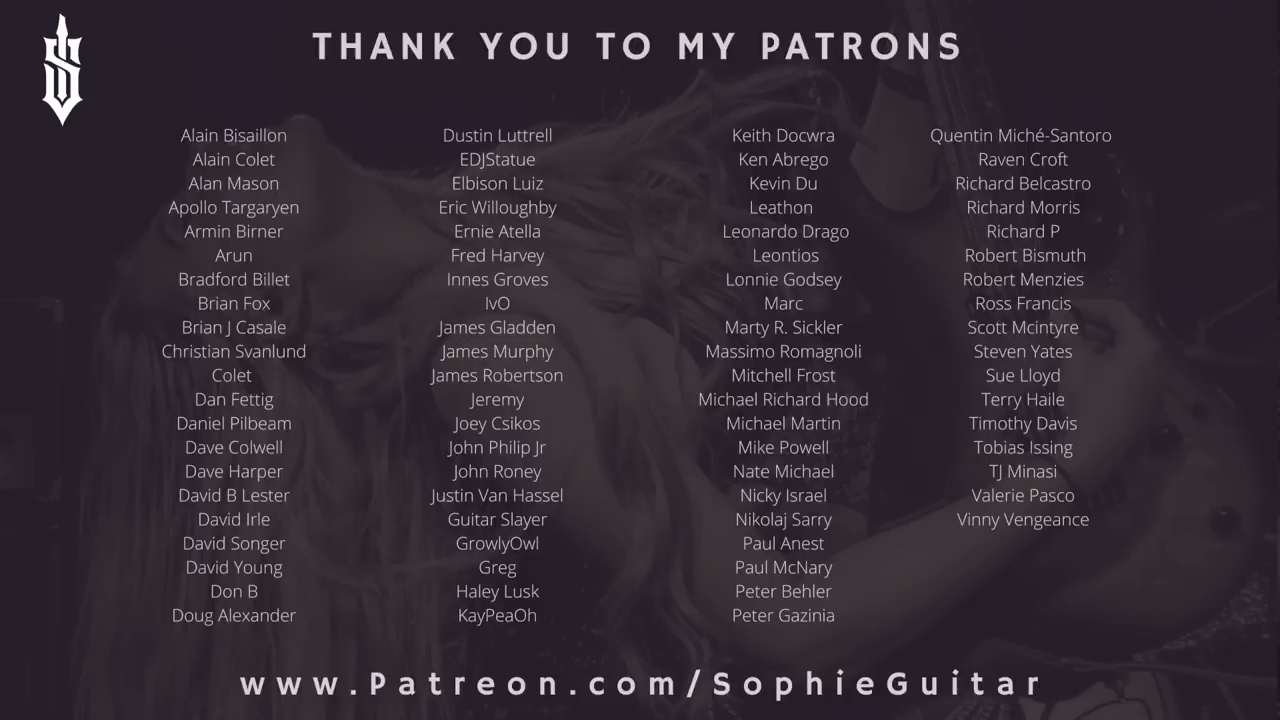 THANK YOU TO MY PATRONS
Alain Bisaillon
Alain Colet
Alan Mason
Apollo Targaryen
Armin Birner
Arun
Bradford Billet
Brian Fox
Brian J Casale
Christian Svanlund
Colet
Dan Fettig
Daniel Pilbeam
Dave Colwell
Dave Harper
David B Lester
David Irle
David Songer
David Young
Don B
Doug Alexander
Dustin Luttrell
EDJStatue
Elbison Luiz
Eric Willoughby
Ernie Atella
Fred Harvey
Innes Groves
IvO
James Gladden
James Murphy
James Robertson
Jeremy
Joey Csikos
John Philip Jr
John Roney
Justin Van Hassel
Guitar Slayer
GrowlyOwl
Greg
Haley Lusk
KayPeaOh
Keith Docwra
Ken Abrego
Kevin Du
Leathon
Leonardo Drago
Leontios
Lonnie Godsey
Marc
Marty R. Sickler
Massimo Romagnoli
Mitchell Frost
Michael Richard Hood
Michael Martin
Mike Powell
Nate Michael
Nicky Israel
Nikolaj Sarry
Paul Anest
Paul McNary
Peter Behler
Peter Gazinia
Quentin Miché-Santoro
Raven Croft
Richard Belcastro
Richard Morris
Richard P
Robert Bismuth
Robert Menzies
Ross Francis
Scott Mcintyre
Steven Yates
Sue Lloyd
Terry Haile
Timothy Davis
Tobias Issing
TJ Minasi
Valerie Pasco
Vinny Vengeance
www.Patreon.com/SophieGuitar